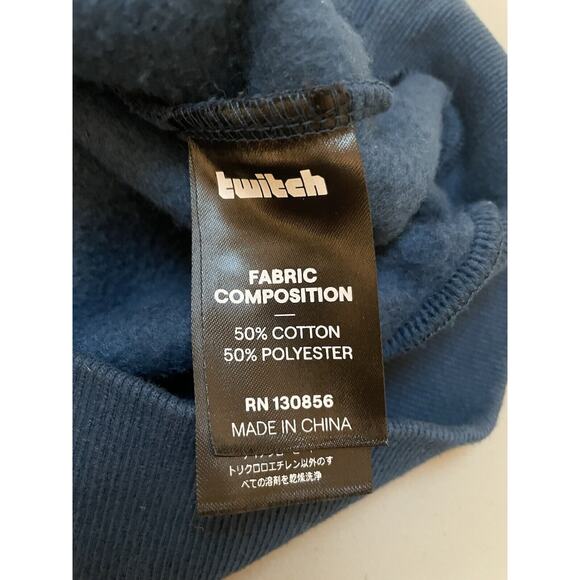 twitch
FABRIC
COMPOSITION
—
50% COTTON
50% POLYESTER
RN 130856
MADE IN CHINA
トリクロロエチレン以外のす
べての溶剤を乾燥洗浄